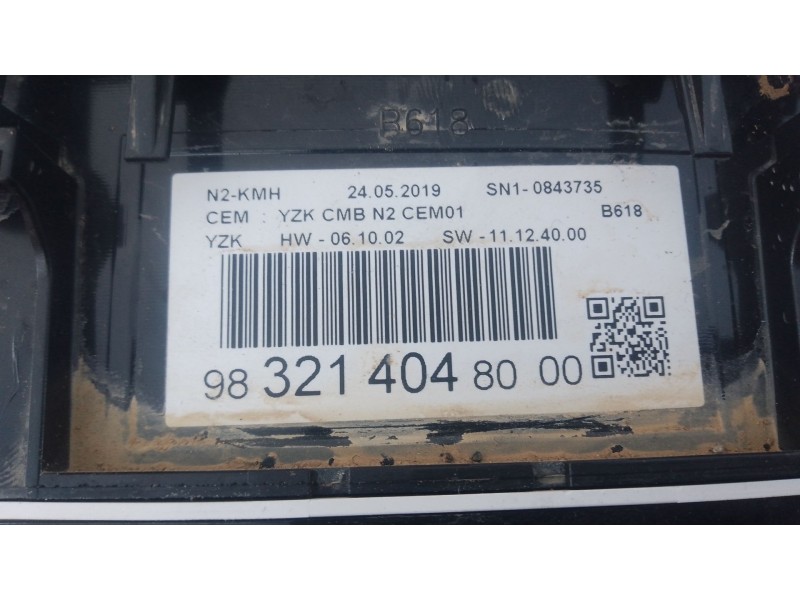 R618
N2-KMH 24.05.2019 SN1-0843735
CEM : YZK CMB N2 CEM01 B618
YZK HW - 06.10.02 SW - 11.12.40.00
98 321 404 80 00